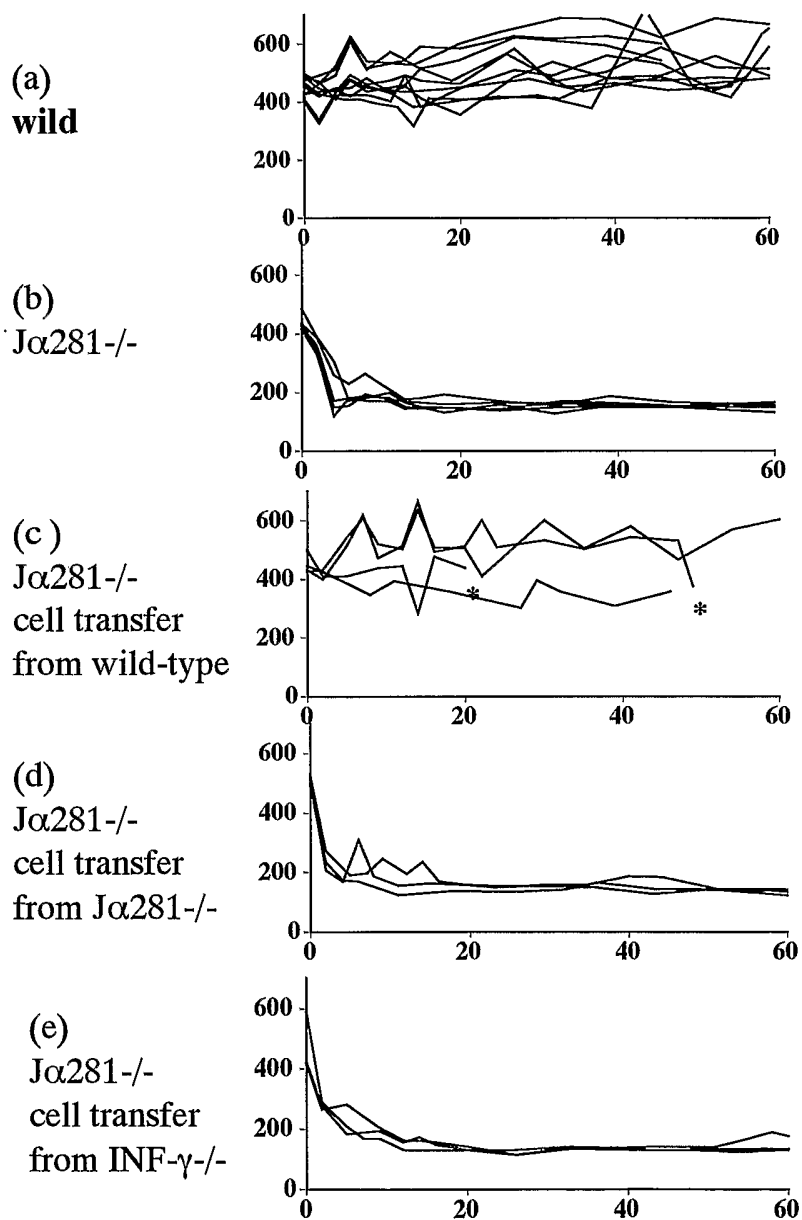 (a)
wild
600
400
200
0
0 20 40 60
(b)
Jα281-/-
600
400
200
0
0 20 40 60
(c )
Jα281-/-
cell transfer
from wild-type
600
400
200
0
* *
0 20 40 60
(d)
Jα281-/-
cell transfer
from Jα281-/-
600
400
200
0
0 20 40 60
(e)
Jα281-/-
cell transfer
from INF-γ-/-
600
400
200
0
0 20 40 60